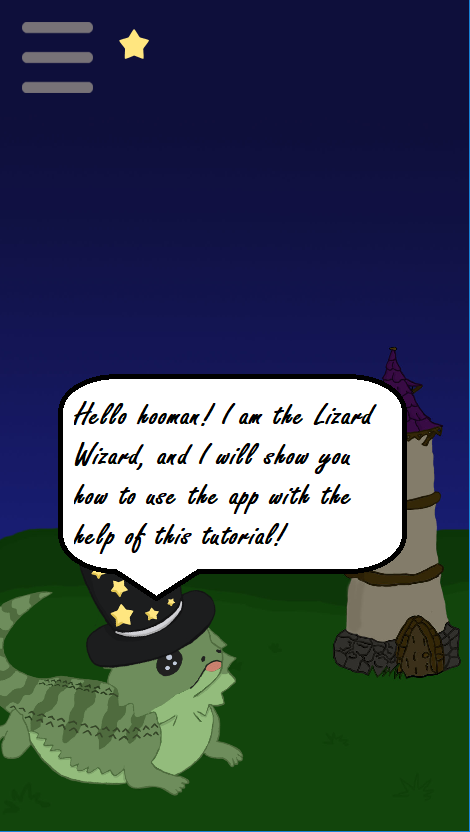 Hello hooman! I am the Lizard
Wizard, and I will show you
how to use the app with the
help of this tutorial!